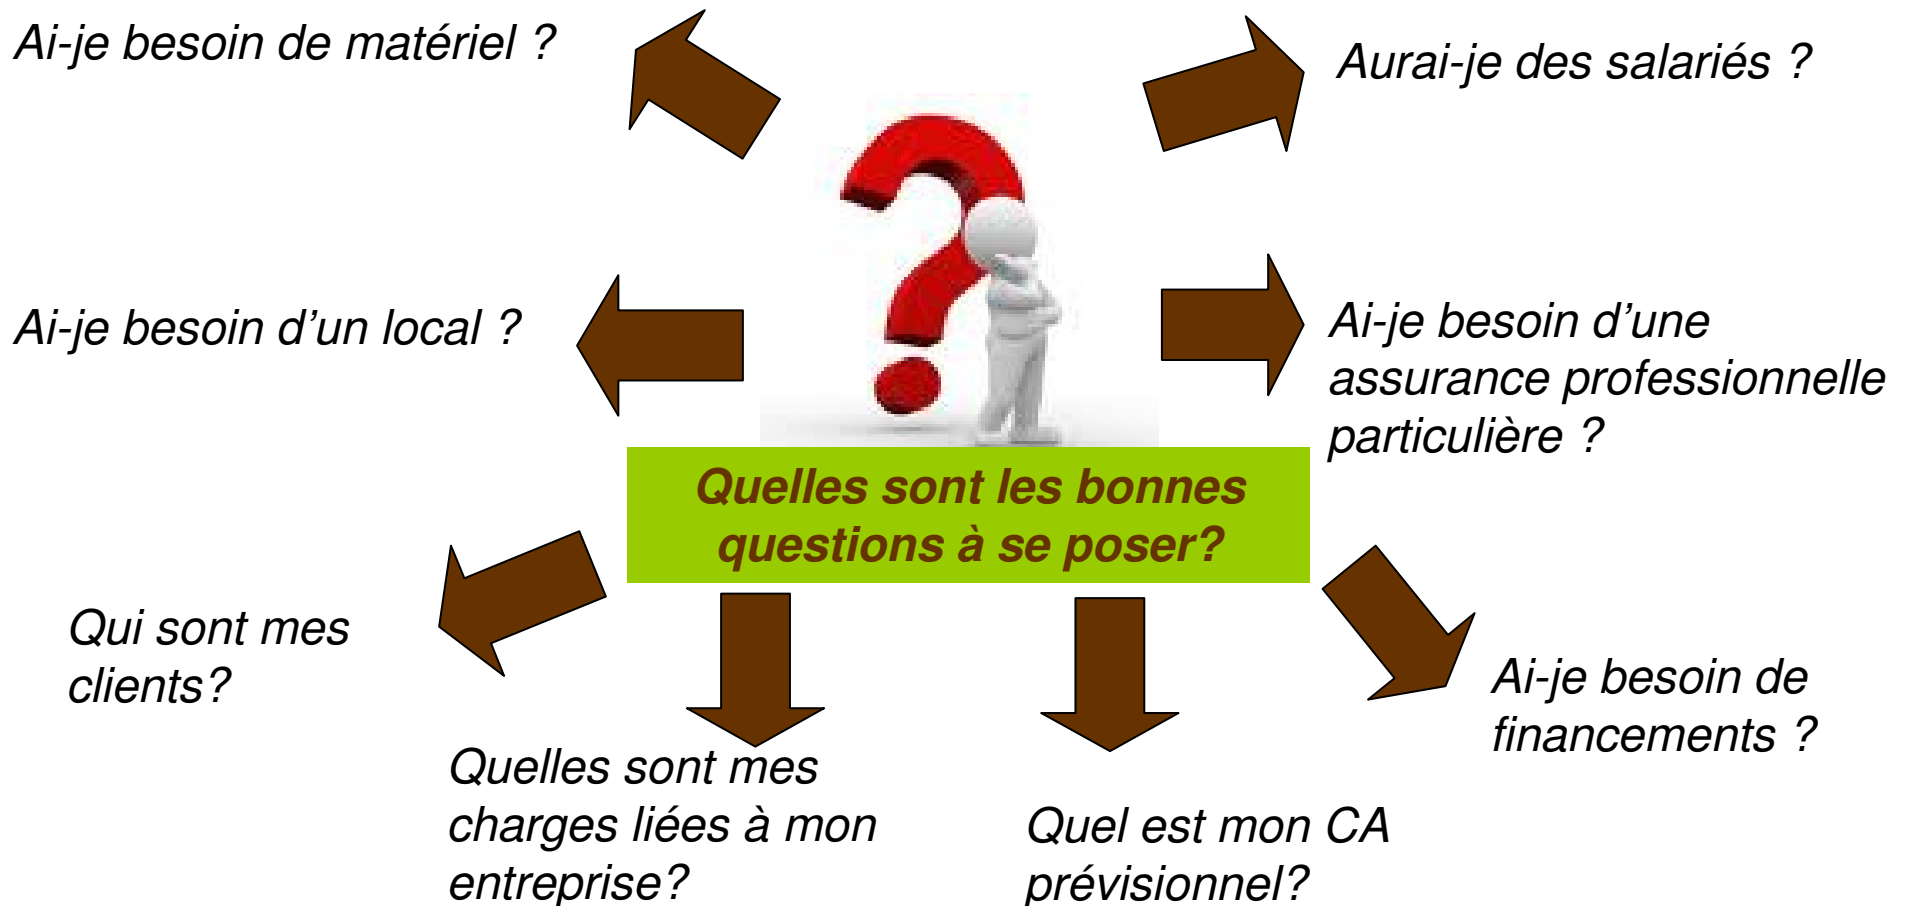 Ai-je besoin de matériel ?
Aurai-je des salariés ?
Ai-je besoin d’un local ?
Ai-je besoin d’une
assurance professionnelle
particulière ?
Quelles sont les bonnes
questions à se poser?
Qui sont mes
clients?
Ai-je besoin de
financements ?
Quelles sont mes
charges liées à mon
entreprise?
Quel est mon CA
prévisionnel?